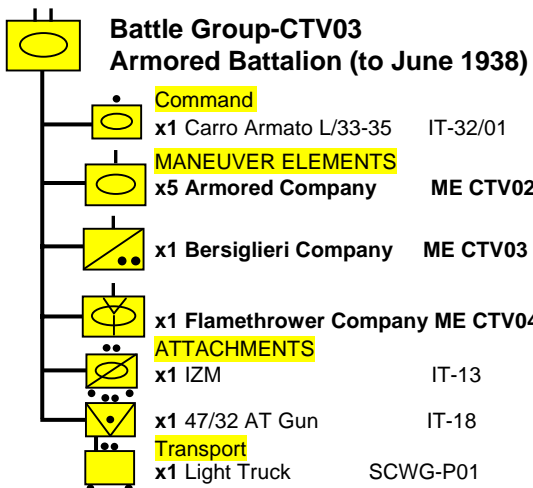 Battle Group-CTV03
Armored Battalion (to June 1938)
Command
x1 Carro Armato L/33-35 IT-32/01
MANEUVER ELEMENTS
x5 Armored Company ME CTV02
x1 Bersiglieri Company ME CTV03
x1 Flamethrower Company ME CTV04
ATTACHMENTS
x1 IZM IT-13
x1 47/32 AT Gun IT-18
Transport
x1 Light Truck SCWG-P01